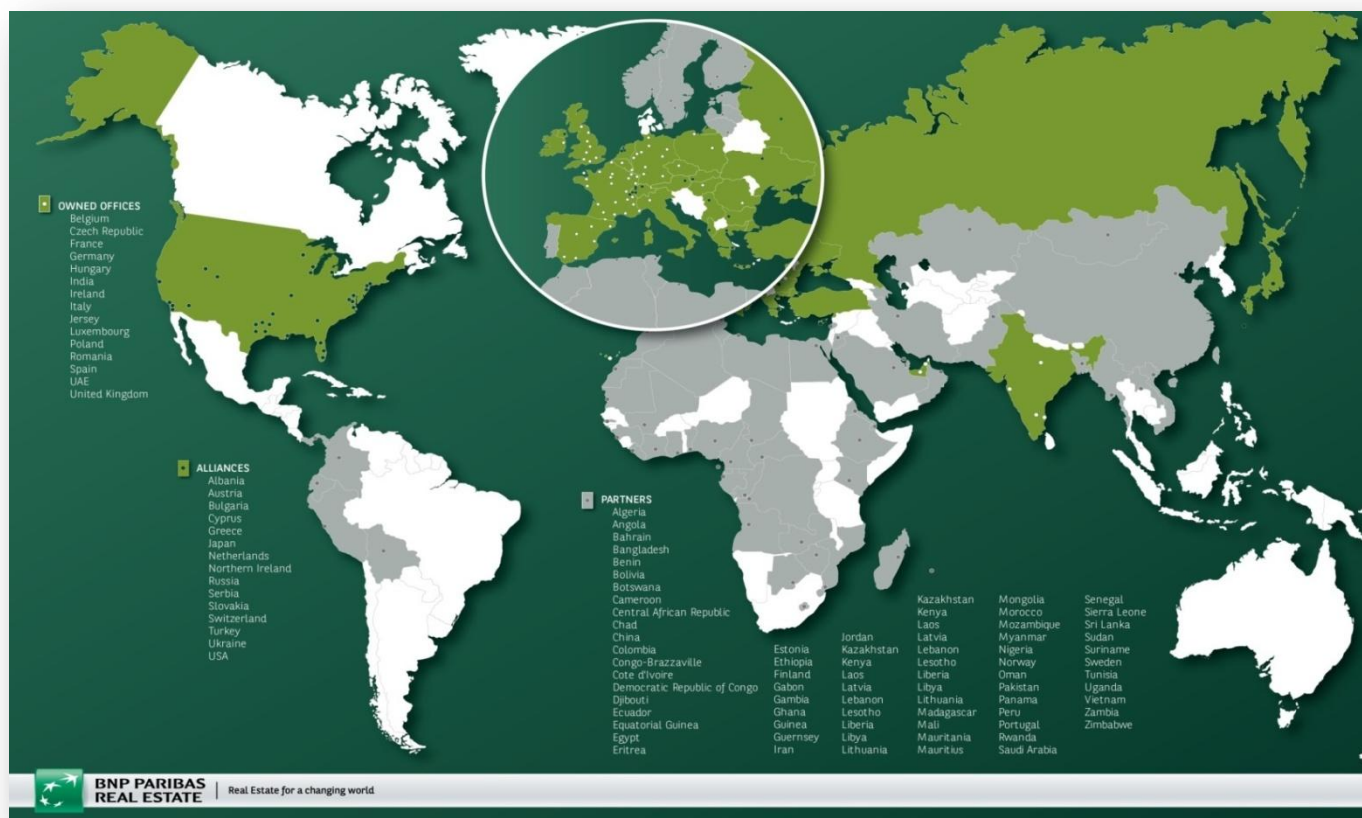 OWNED OFFICES
Belgium
Czech Republic
France
Germany
Hungary
India
Ireland
Italy
Jersey
Luxembourg
Poland
Romania
Spain
UAE
United Kingdom
ALLIANCES
Albania
Austria
Bulgaria
Cyprus
Greece
Japan
Netherlands
Northern Ireland
Russia
Serbia
Slovakia
Switzerland
Turkey
Ukraine
USA
PARTNERS
Algeria
Angola
Bahrain
Bangladesh
Benin
Bolivia
Botswana
Cameroon
Central African Republic
Chad
China
Colombia
Congo-Brazzaville
Cote d'Ivoire
Democratic Republic of Congo
Djibouti
Ecuador
Equatorial Guinea
Egypt
Eritrea
Estonia
Ethiopia
Finland
Gabon
Gambia
Ghana
Guinea
Guernsey
Iran
Jordan
Kazakhstan
Kenya
Laos
Latvia
Lebanon
Lesotho
Liberia
Libya
Lithuania
Kazakhstan
Kenya
Laos
Latvia
Lebanon
Lesotho
Liberia
Libya
Lithuania
Madagascar
Mali
Mauritania
Mauritius
Mongolia
Morocco
Mozambique
Myanmar
Nigeria
Norway
Oman
Pakistan
Panama
Peru
Portugal
Rwanda
Saudi Arabia
Senegal
Sierra Leone
Sri Lanka
Sudan
Suriname
Sweden
Tunisia
Uganda
Vietnam
Zambia
Zimbabwe
BNP PARIBAS
REAL ESTATE
Real Estate for a changing world